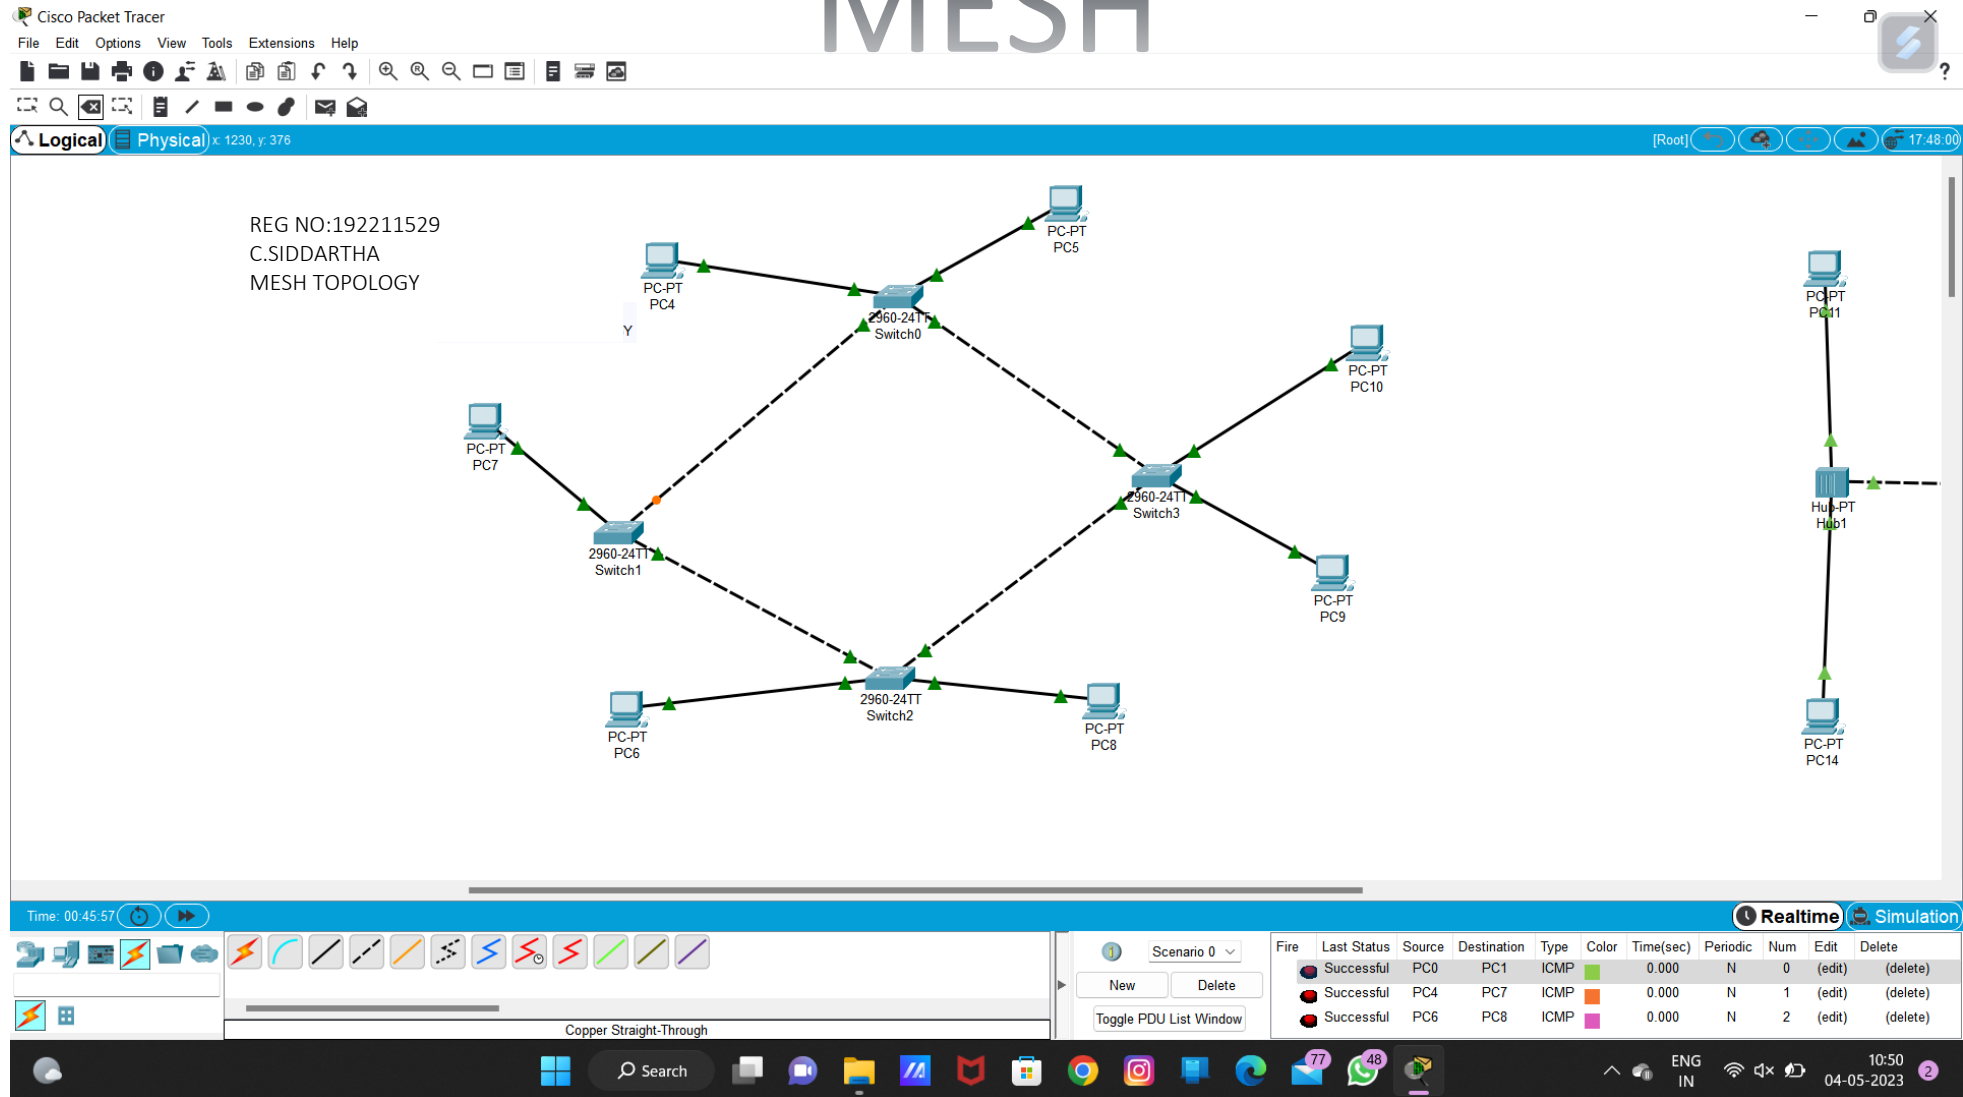 MESH
Cisco Packet Tracer
File Edit Options View Tools Extensions Help
?
Logical Physical x: 1230, y: 376 [Root] 17:48:00
REG NO:192211529
C.SIDDARTHA
MESH TOPOLOGY
Y
PC-PT
PC5
PC-PT
PC4
2960-24TT
Switch0
PC-PT
PC11
PC-PT
PC10
PC-PT
PC7
2960-24TT
Switch3
Hub-PT
Hub1
2960-24TT
Switch1
PC-PT
PC9
2960-24TT
Switch2
PC-PT
PC6
PC-PT
PC8
PC-PT
PC14
Time: 00:45:57 Realtime Simulation
Scenario 0
New Delete
Toggle PDU List Window
Copper Straight-Through
Fire Last Status Source Destination Type Color Time(sec) Periodic Num Edit Delete
Successful PC0 PC1 ICMP 0.000 N 0 (edit) (delete)
Successful PC4 PC7 ICMP 0.000 N 1 (edit) (delete)
Successful PC6 PC8 ICMP 0.000 N 2 (edit) (delete)
Search 77 48 ENG
IN
10:50
04-05-2023
2